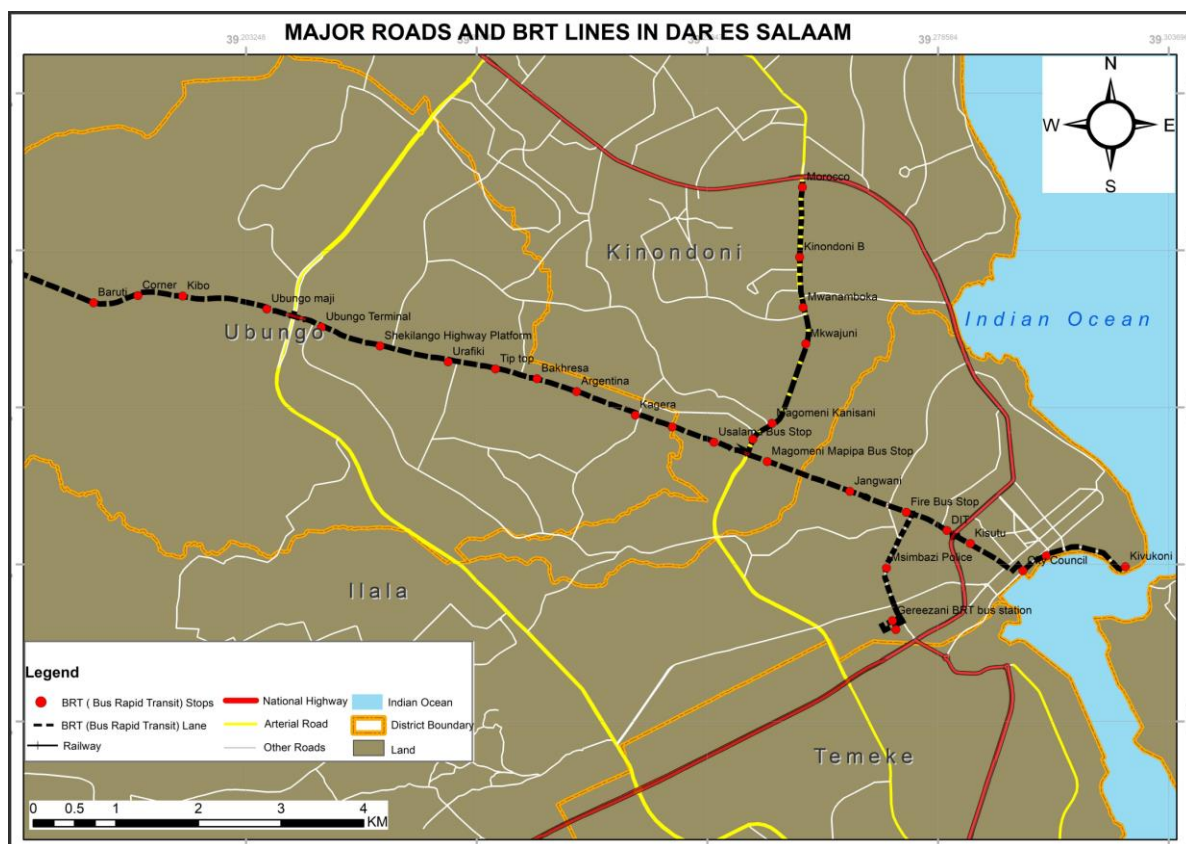 MAJOR ROADS AND BRT LINES IN DAR ES SALAAM
39.203248
39.278584
N
W
E
S
Morocco
Kinondoni
Kinondoni B
Corner
Kibo
Baruti
Ubungo maji
Mwanamboka
Indian Ocean
Ubungo Terminal
Ubungo
Shekilango Highway Platform
Mkwajuni
Urafiki
Tip top
Bakhresa
Argentina
Kagera
Magomeni Kanisani
Usalama Bus Stop
Magomeni Mapipa Bus Stop
Jangwani
Fire Bus Stop
DIT
Kisutu
City Council
Kivukoni
Msimbazi Police
Ilala
Gereezani BRT bus station
Legend
BRT ( Bus Rapid Transit) Stops
National Highway
Indian Ocean
BRT (Bus Rapid Transit) Lane
Arterial Road
District Boundary
Railway
Other Roads
Land
Temeke
0 0.5 1 2 3 4
KM